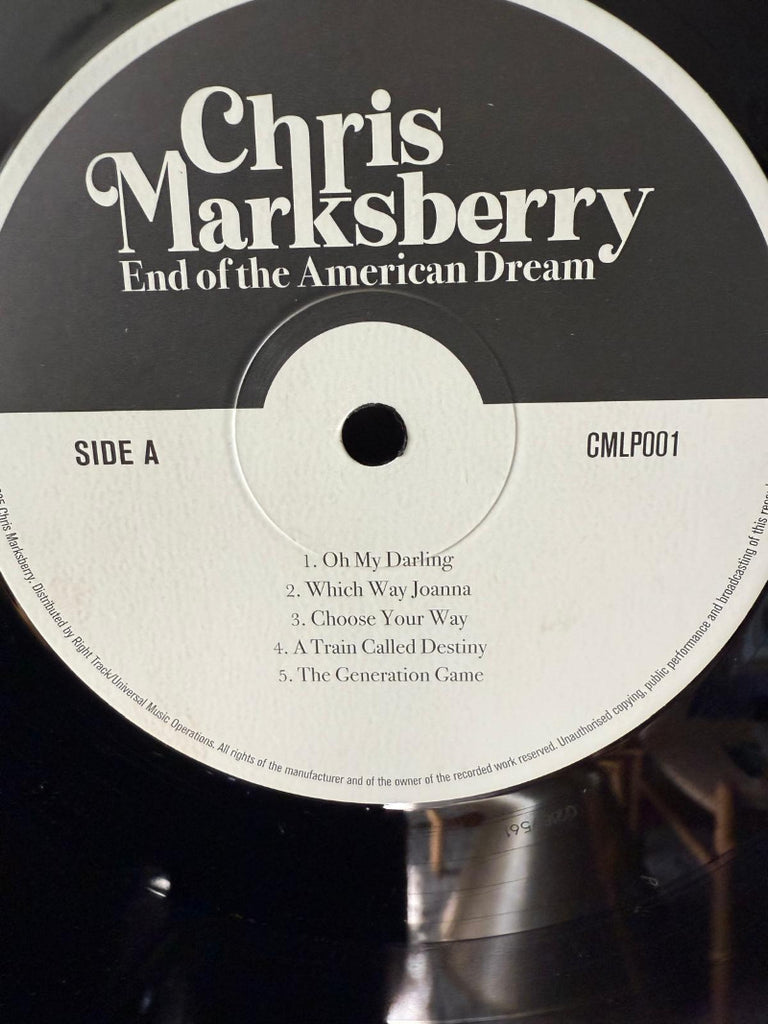 Chris
Marksberry
End of the American Dream
SIDE A
CMLP001
1. Oh My Darling
2. Which Way Joanna
3. Choose Your Way
4. A Train Called Destiny
5. The Generation Game
Chris Marksberry. Distributed by Right Track/Universal Music Operations. All rights of the manufacturer and of the owner of the recorded work reserved. Unauthorised copying, public performance and broadcasting of this